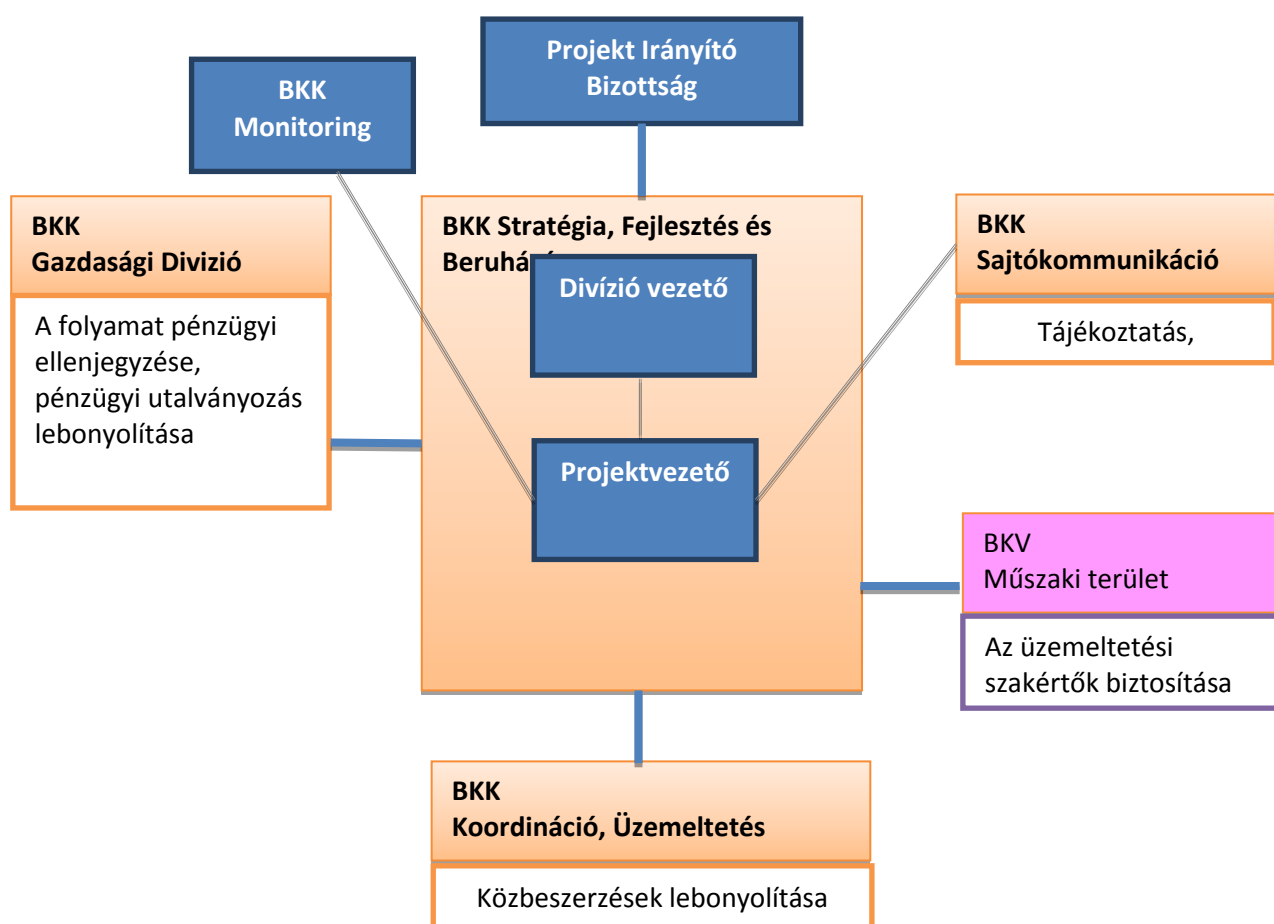 Projekt Irányító
Bizottság
BKK
Monitoring
BKK
Gazdasági Divizió
A folyamat pénzügyi
ellenjegyzése,
pénzügyi utalványozás
lebonyolítása
BKK Stratégia, Fejlesztés és
Divízió vezető
Projektvezető
BKK
Sajtókommunikáció
Tájékoztatás,
BKV
Műszaki terület
Az üzemeltetési
szakértők biztosítása
BKK
Koordináció, Üzemeltetés
Közbeszerzések lebonyolítása